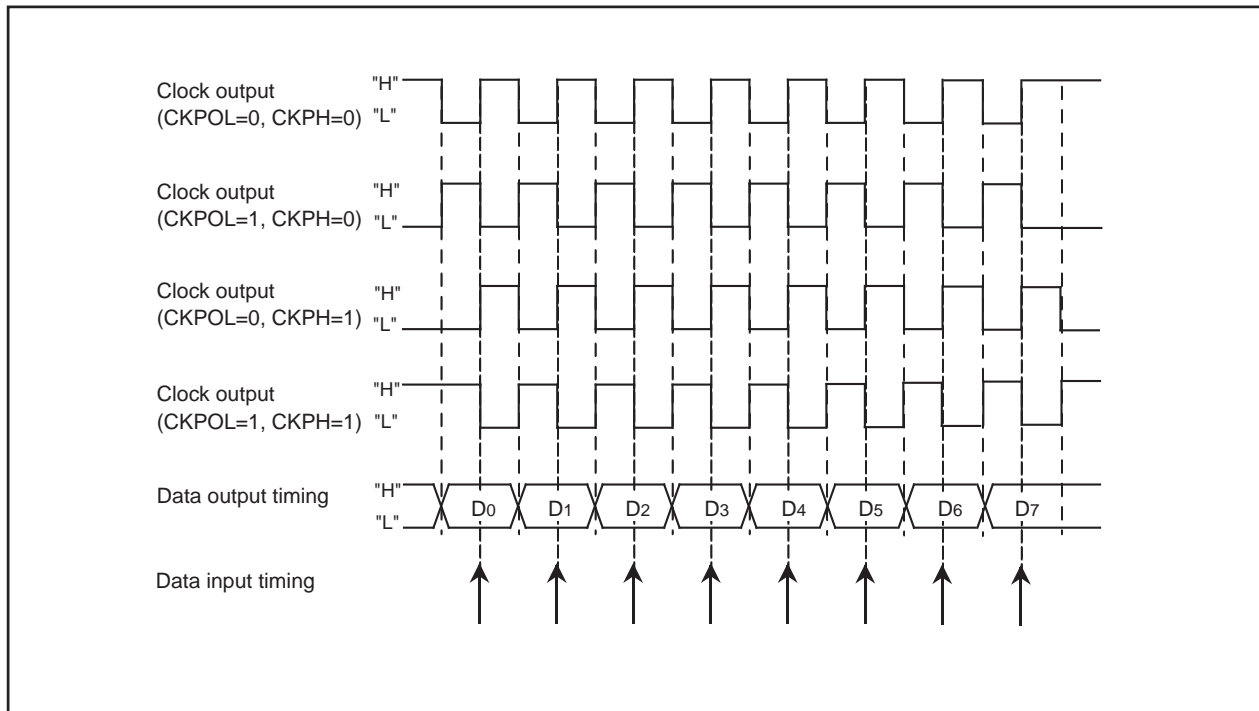 Clock output
(CKPOL=0, CKPH=0)
"H"
"L"
Clock output
(CKPOL=1, CKPH=0)
"H"
"L"
Clock output
(CKPOL=0, CKPH=1)
"H"
"L"
Clock output
(CKPOL=1, CKPH=1)
"H"
"L"
Data output timing
"H"
"L"
D0 D1 D2 D3 D4 D5 D6 D7
Data input timing